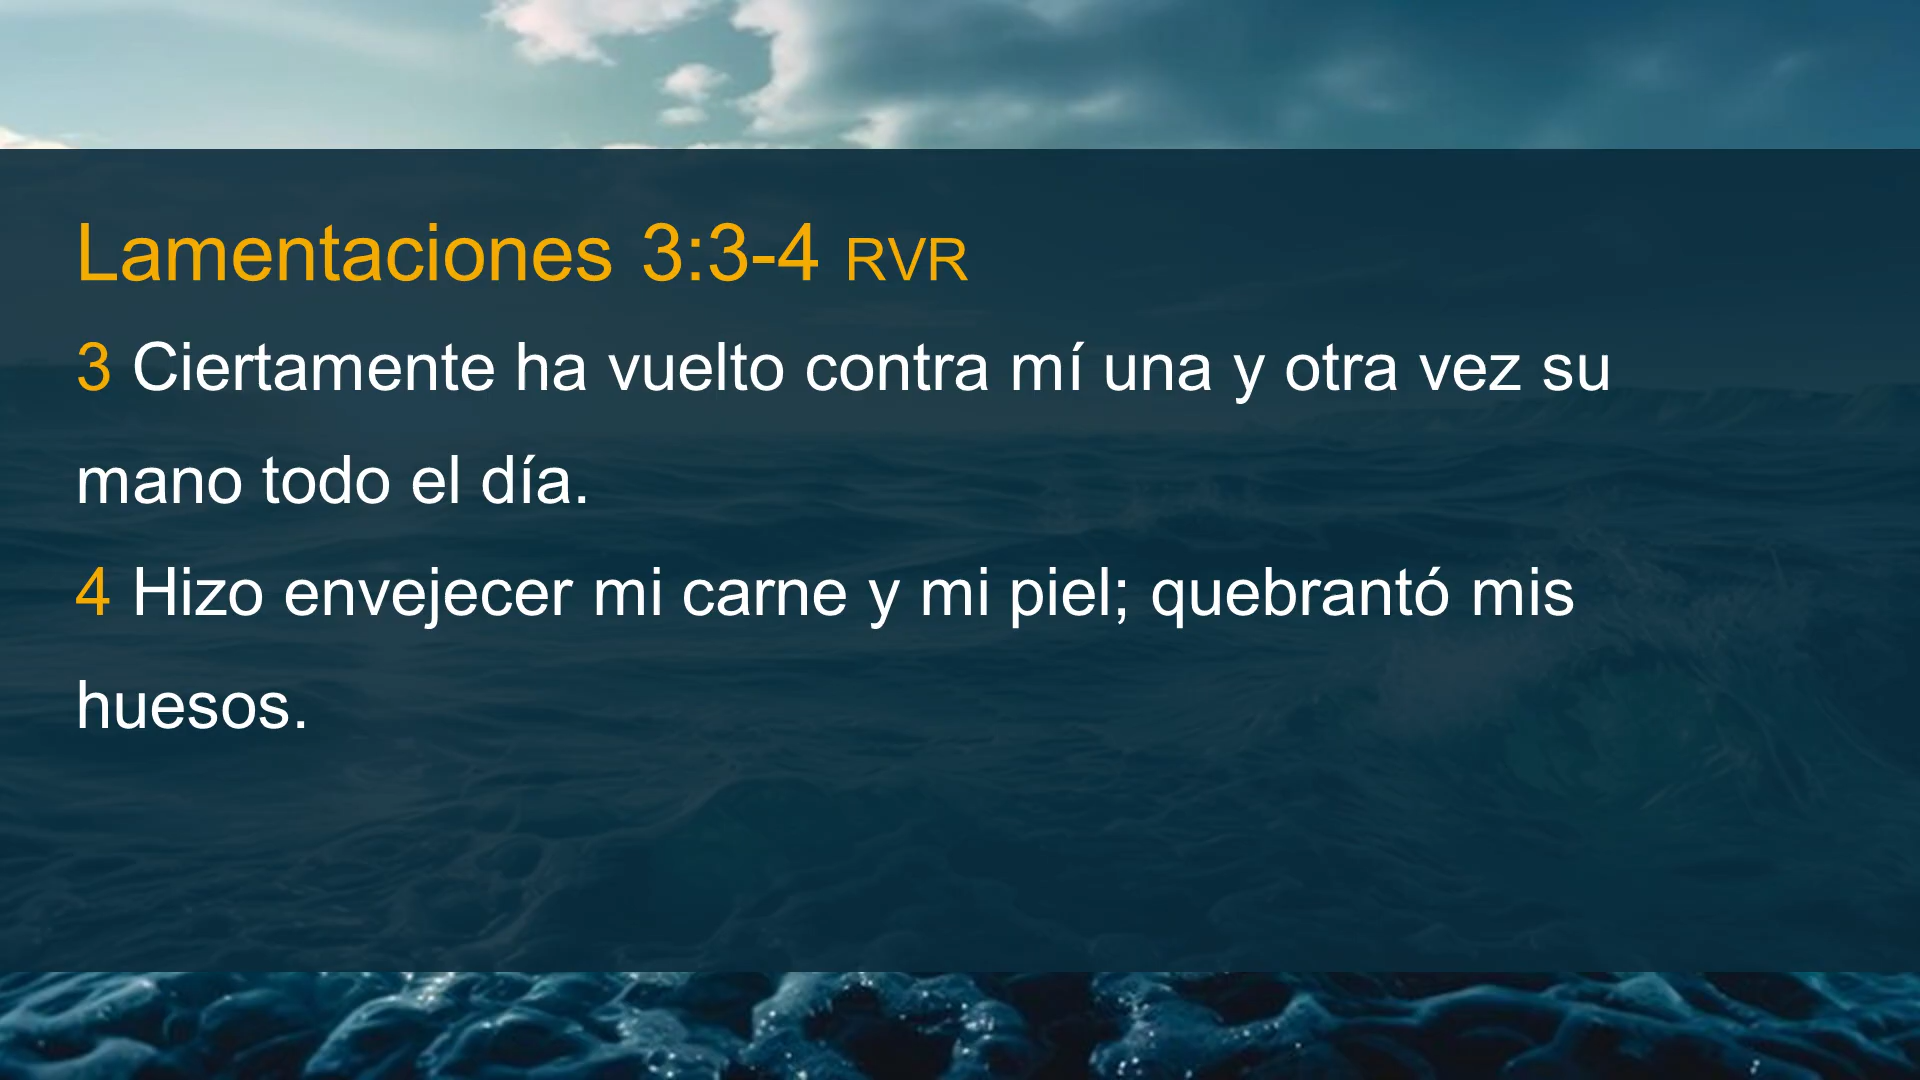 Lamentaciones 3:3-4 RVR
3 Ciertamente ha vuelto contra mí una y otra vez su
mano todo el día.
4 Hizo envejecer mi carne y mi piel; quebrantó mis
huesos.